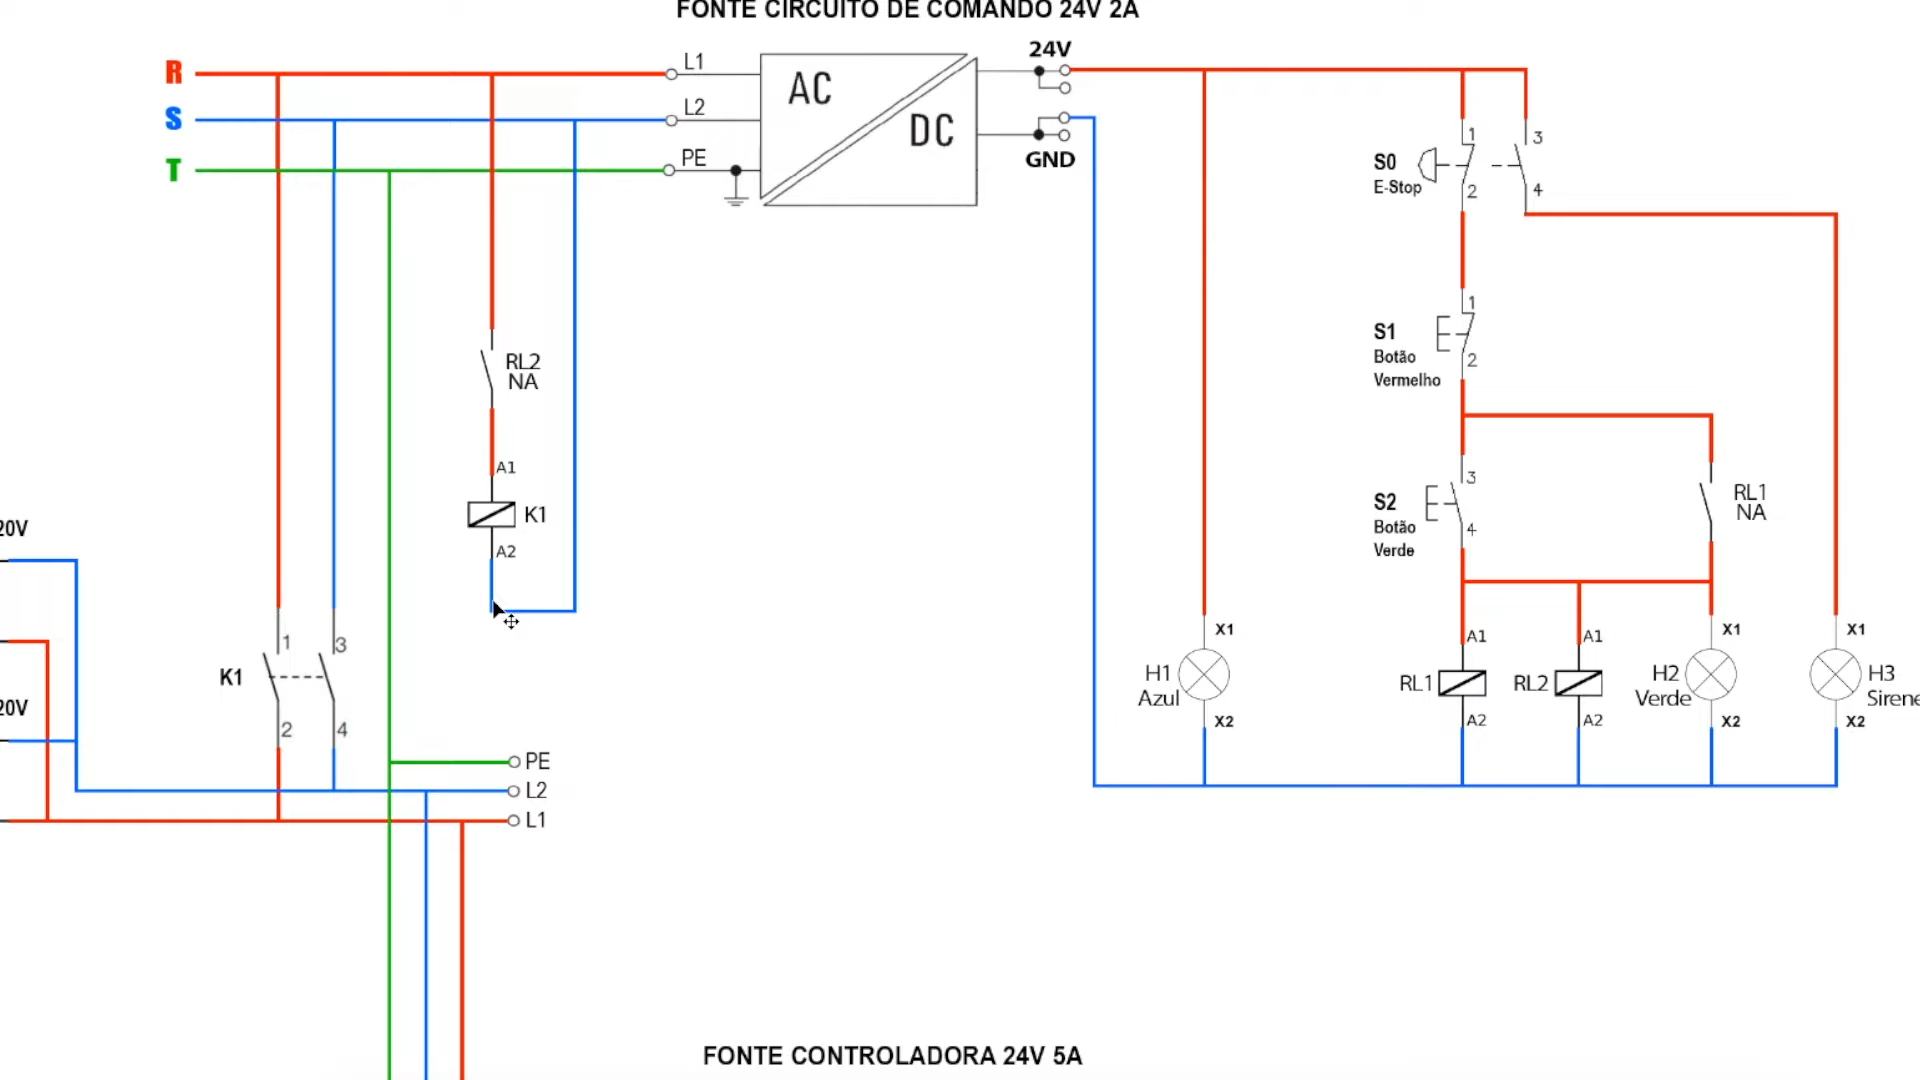 FONTE CIRCUITO DE COMANDO 24V 2A
R
L1
AC
24V
S
L2
DC
T
PE
GND
1
3
S0
E-Stop
2
4
1
S1
Botão
Vermelho
2
RL2
NA
A1
K1
A2
3
S2
Botão
Verde
4
RL1
NA
20V
20V
1
3
K1
2
4
PE
L2
L1
X1
H1
Azul
X2
A1
RL1
A2
A1
RL2
A2
X1
H2
Verde
X2
X1
H3
Sirene
X2
FONTE CONTROLADORA 24V 5A